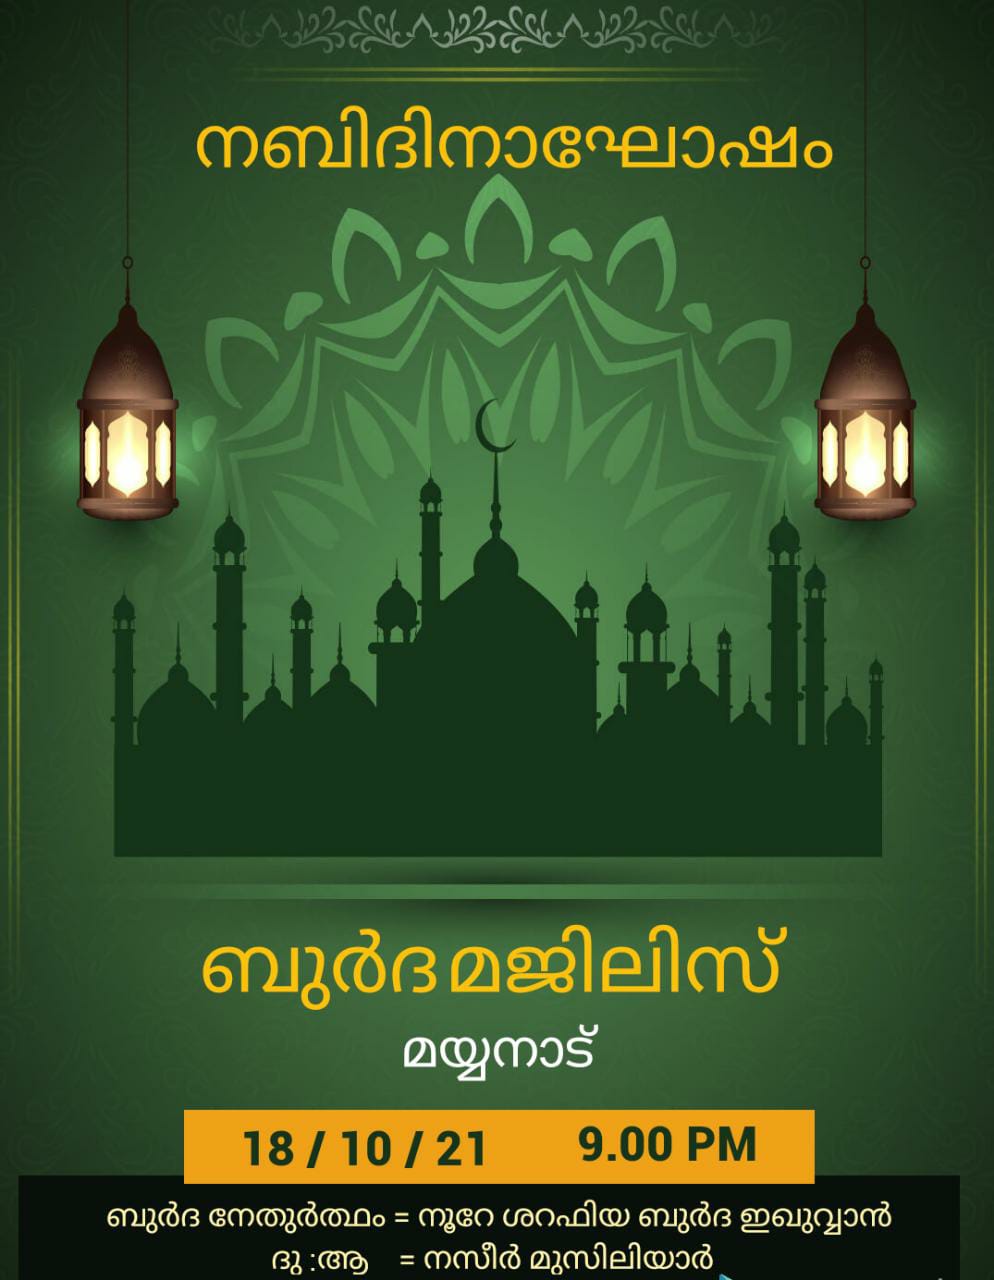 നബിദിനാഘോഷം
ബുർദ മജിലിസ്
മയ്യനാട്
18 / 10 / 21 9.00 PM
ബുർദ നേതൃർത്ഥം = നൂറേ ശറഫിയ ബുർദ ഇഖുവ്വാൻ
ദു :ആ = നസീർ മുസിലിയാർ